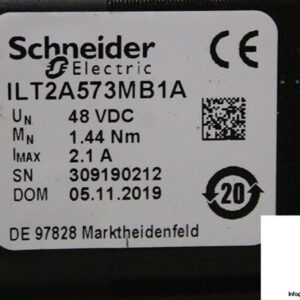 Schneider CE
Electric
ILT2A573MB1A
UN 48 VDC
MN 1.44 Nm
IMAX 2.1 A
SN 309190212
DOM 05.11.2019
20
DE 97828 Marktheidenfeld